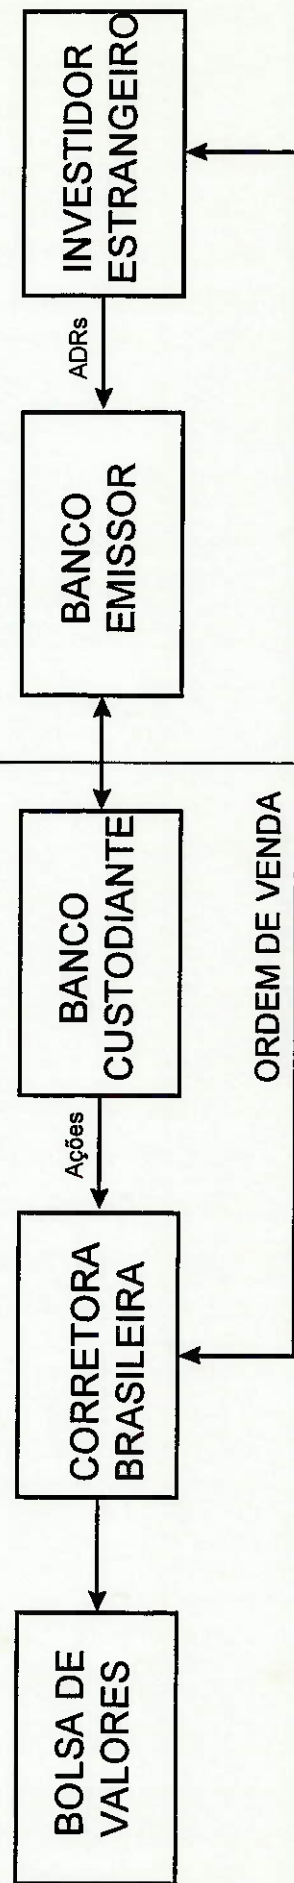 BOLSA DE
VALORES
CORRETORA
BRASILEIRA
Ações
BANCO
CUSTODIANTE
BANCO
EMISSOR
ADRs
INVESTIDOR
ESTRANGEIRO
ORDEM DE VENDA